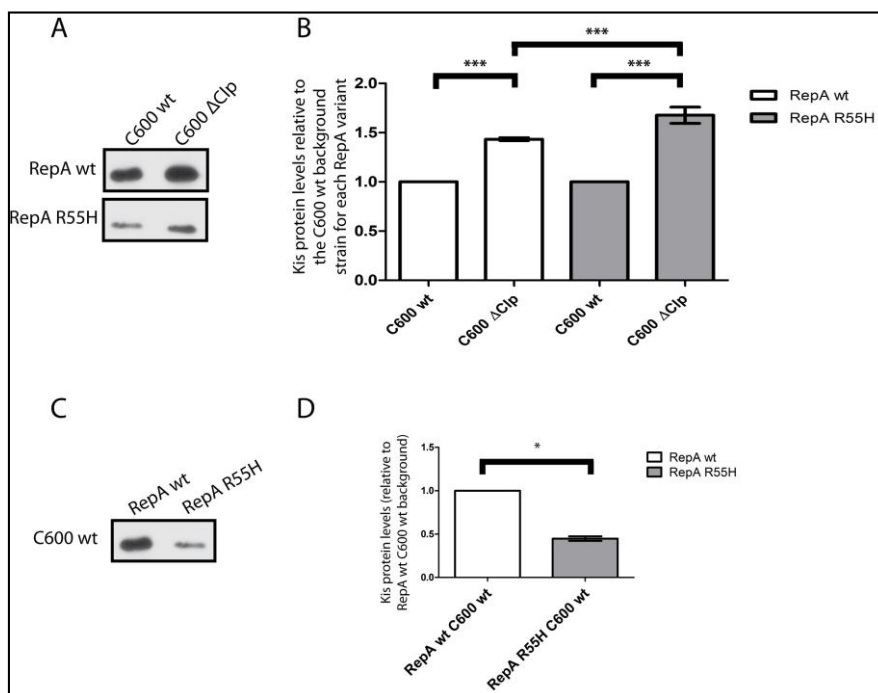 A
C600 wt
C600 ΔClp
RepA wt
RepA R55H
B
***
***
***
Kis protein levels relative to
the C600 wt background
strain for each RepA variant
2.0
1.5
1.0
0.5
0.0
C600 wt
C600 ΔClp
C600 wt
C600 ΔClp
RepA wt
RepA R55H
C
RepA wt
RepA R55H
C600 wt
D
*
Kis protein levels (relative to
RepA wt C600 wt background)
1.5
1.0
0.5
0.0
RepA wt C600 wt
RepA R55H C600 wt
RepA wt
RepA R55H